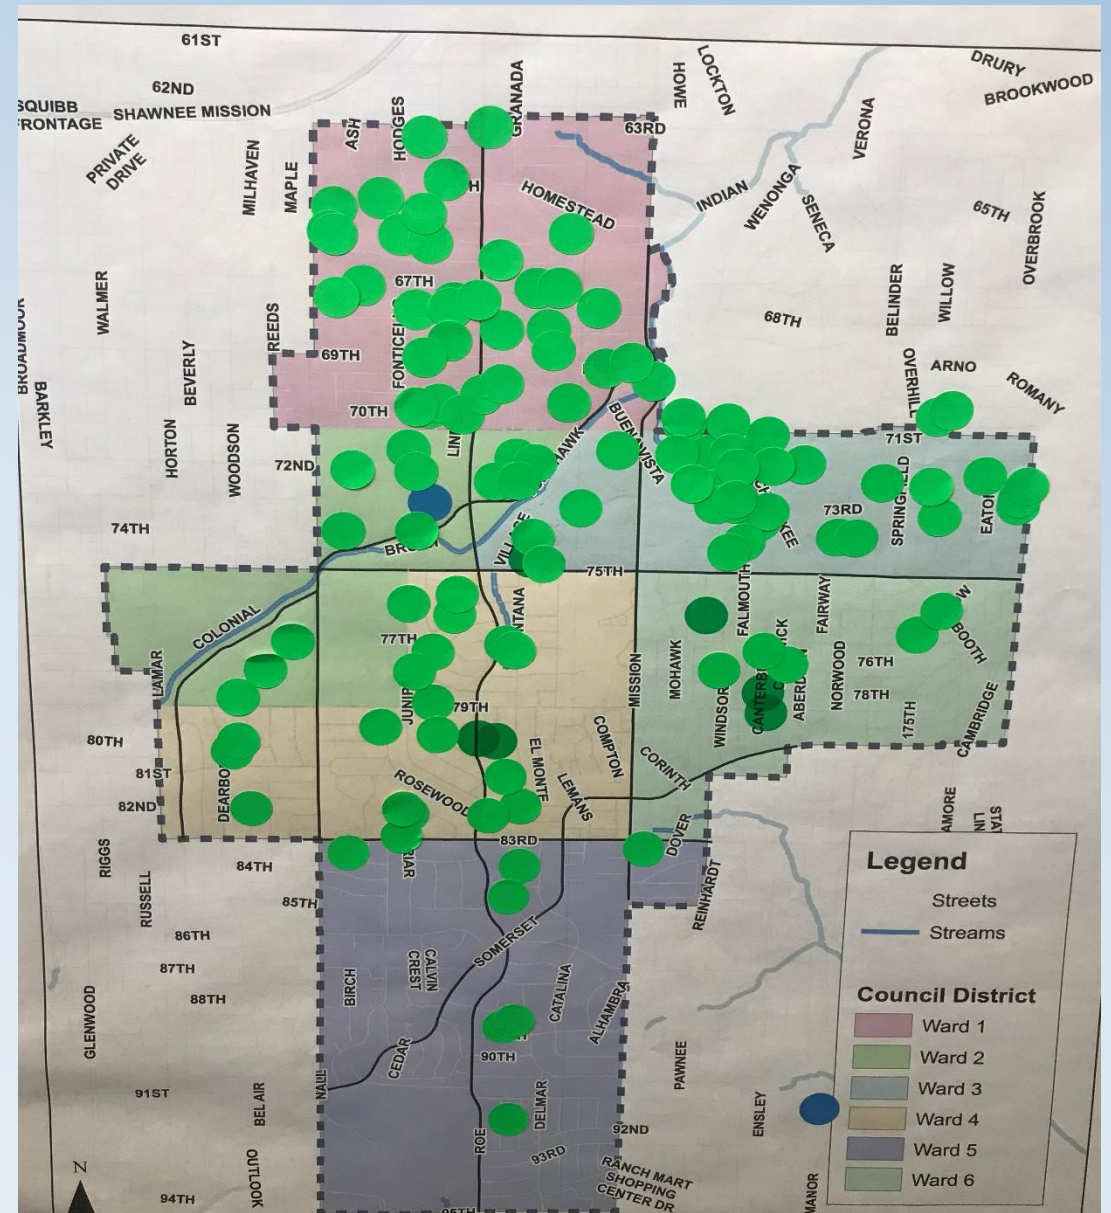 61ST
62ND
SQUIBB
FRONTAGE
SHAWNEE MISSION
PRIVATE
DRIVE
MILHAVEN
MAPLE
ASH
HODGES
GRANADA
63RD
HOWE
LOCKTON
DRURY
BROOKWOOD
VERONA
HOMESTEAD
INDIAN
WENONGA
SENECA
65TH
OVERBROOK
WALMER
REEDS
67TH
68TH
BELINDER
WILLOW
BROADMOOR
BARKLEY
BEVERLY
69TH
ARNO
OVERHILL
ROMANY
HORTON
WOODSON
70TH
BUENA VISTA
71ST
72ND
73RD
EATON
74TH
75TH
COLONIAL
LAMAR
77TH
MISSION
MOHAWK
FALMOUTH
FAIRWAY
BOOTH
WINDSOR
NORWOOD
76TH
78TH
175TH
CAMBRIDGE
79TH
80TH
81ST
82ND
ROSEWOOD
EL MONTE
COMPTON
LEMANS
CORINTH
83RD
DOVER
REINHARDT
RIGGS
RUSSELL
84TH
85TH
86TH
87TH
88TH
GLENWOOD
BIRCH
CALVIN
CREST
SOMERSET
CATALINA
ALHAMBRA
CEDAR
90TH
NALL
91ST
BEL AIR
OUTLOOK
ROE
DELMAR
92ND
93RD
PAWNEE
ENSLEY
MANOR
RANCH MART
SHOPPING
CENTER DR
94TH
95TH
N
Legend
Streets
Streams
Council District
Ward 1
Ward 2
Ward 3
Ward 4
Ward 5
Ward 6